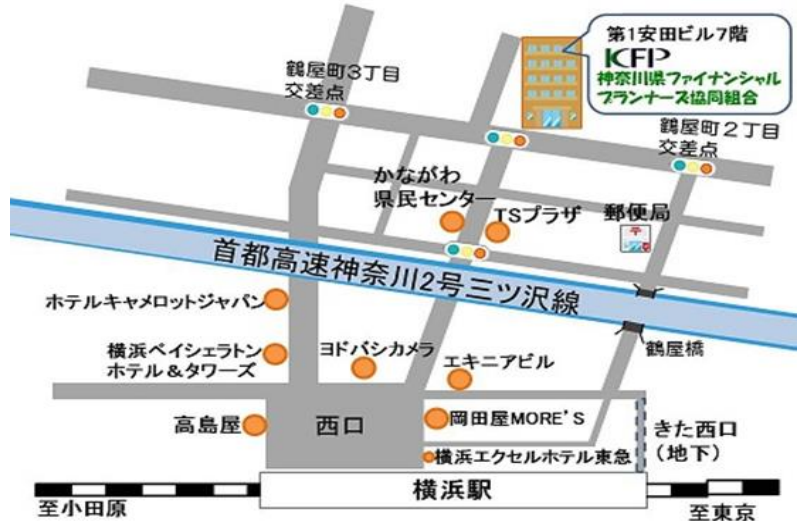 第1安田ビル7階
KFP
神奈川県ファイナンシャル
プランナーズ協同組合
鶴屋町3丁目
交差点
鶴屋町2丁目
交差点
かながわ
県民センター
TSプラザ
郵便局
〒
首都高速神奈川2号三ツ沢線
ホテルキャメロットジャパン
横浜ベイシェラトン
ホテル&タワーズ
ヨドバシカメラ
エキニアビル
鶴屋橋
高島屋
西口
岡田屋MORE'S
きた西口
(地下)
横浜エクセルホテル東急
横浜駅
至小田原
至東京